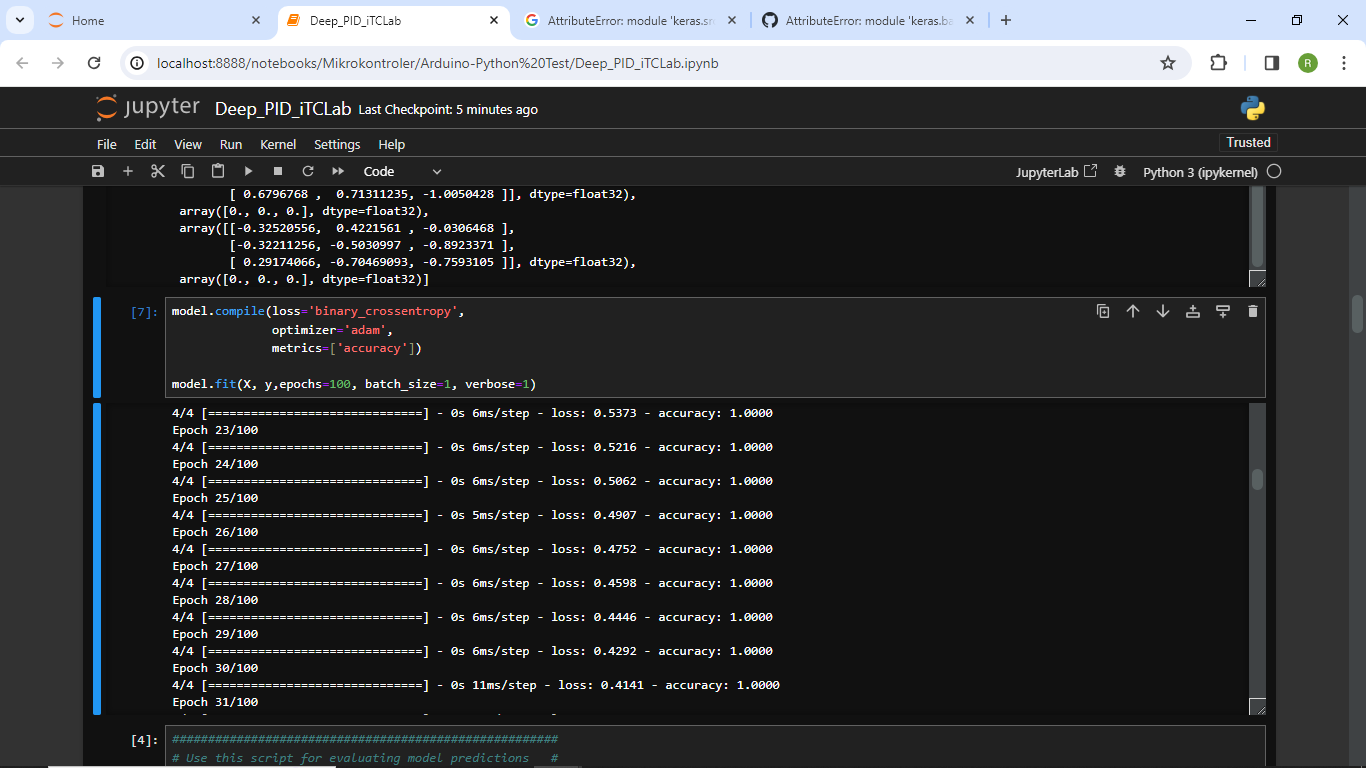 Home
Deep_PID_iTCLab
AttributeError: module 'keras.sr
AttributeError: module 'keras.ba
localhost:8888/notebooks/Mikrokontroler/Arduino-Python%20Test/Deep_PID_iTCLab.ipynb
R
jupyter Deep_PID_iTCLab Last Checkpoint: 5 minutes ago
File Edit View Run Kernel Settings Help
Trusted
Code
JupyterLab
Python 3 (ipykernel)
[ 0.6796768 , 0.71311235, -1.0050428 ]], dtype=float32),
array([0., 0., 0.], dtype=float32),
array([[-0.32520556, 0.4221561 , -0.0306468 ],
[-0.32211256, -0.5030997 , -0.8923371 ],
[ 0.29174066, -0.70469093, -0.7593105 ]], dtype=float32),
array([0., 0., 0.], dtype=float32)]
[7]: model.compile(loss='binary_crossentropy',
optimizer='adam',
metrics=['accuracy'])
model.fit(X, y,epochs=100, batch_size=1, verbose=1)
4/4 [==============================] - 0s 6ms/step - loss: 0.5373 - accuracy: 1.0000
Epoch 23/100
4/4 [==============================] - 0s 6ms/step - loss: 0.5216 - accuracy: 1.0000
Epoch 24/100
4/4 [==============================] - 0s 6ms/step - loss: 0.5062 - accuracy: 1.0000
Epoch 25/100
4/4 [==============================] - 0s 5ms/step - loss: 0.4907 - accuracy: 1.0000
Epoch 26/100
4/4 [==============================] - 0s 6ms/step - loss: 0.4752 - accuracy: 1.0000
Epoch 27/100
4/4 [==============================] - 0s 6ms/step - loss: 0.4598 - accuracy: 1.0000
Epoch 28/100
4/4 [==============================] - 0s 6ms/step - loss: 0.4446 - accuracy: 1.0000
Epoch 29/100
4/4 [==============================] - 0s 6ms/step - loss: 0.4292 - accuracy: 1.0000
Epoch 30/100
4/4 [==============================] - 0s 11ms/step - loss: 0.4141 - accuracy: 1.0000
Epoch 31/100
[4]: ######################################################
# Use this script for evaluating model predictions #